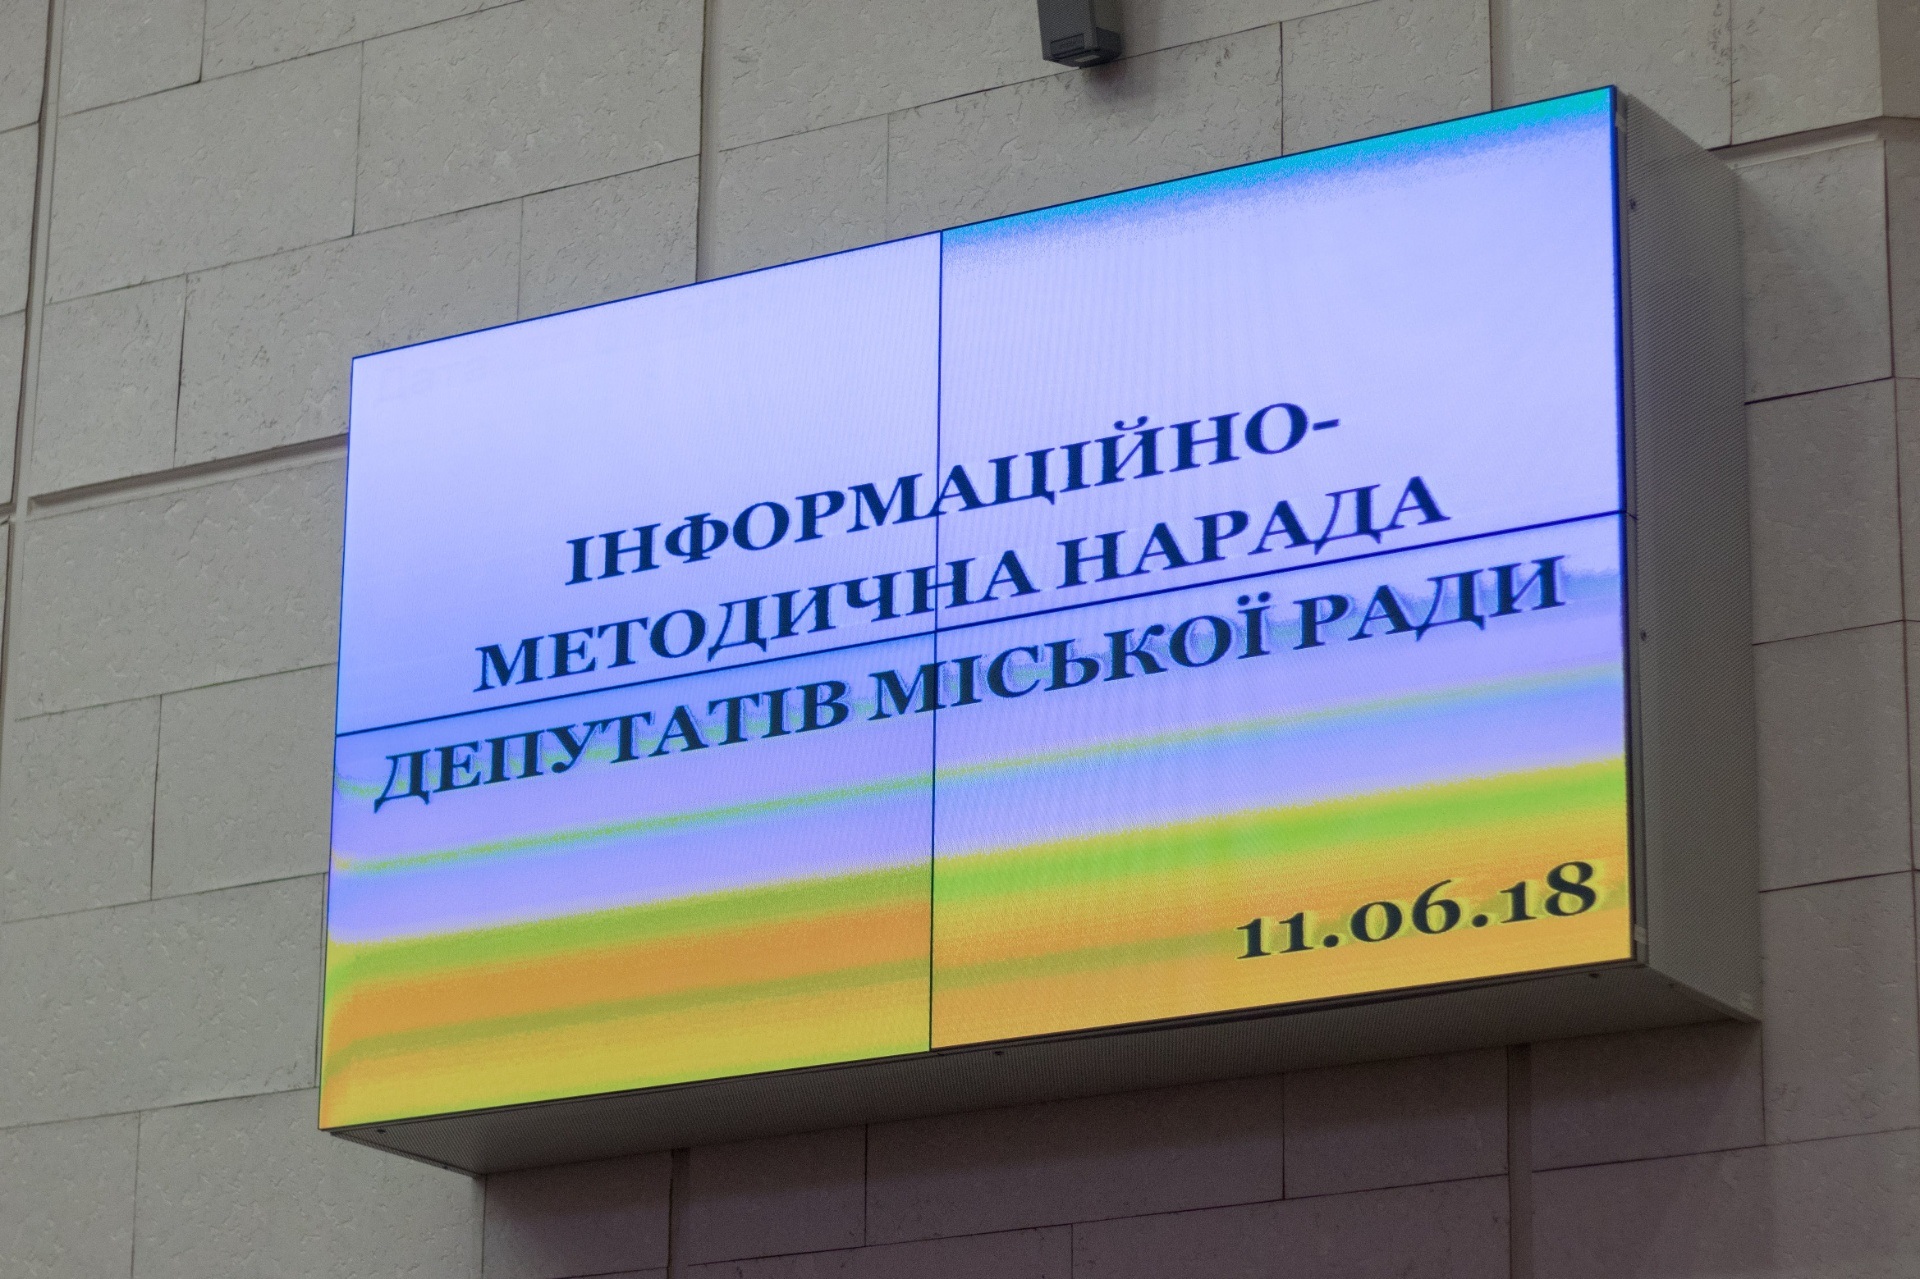 ІНФОРМАЦІЙНО-
МЕТОДИЧНА НАРАДА
ДЕПУТАТІВ МІСЬКОЇ РАДИ
11.06.18